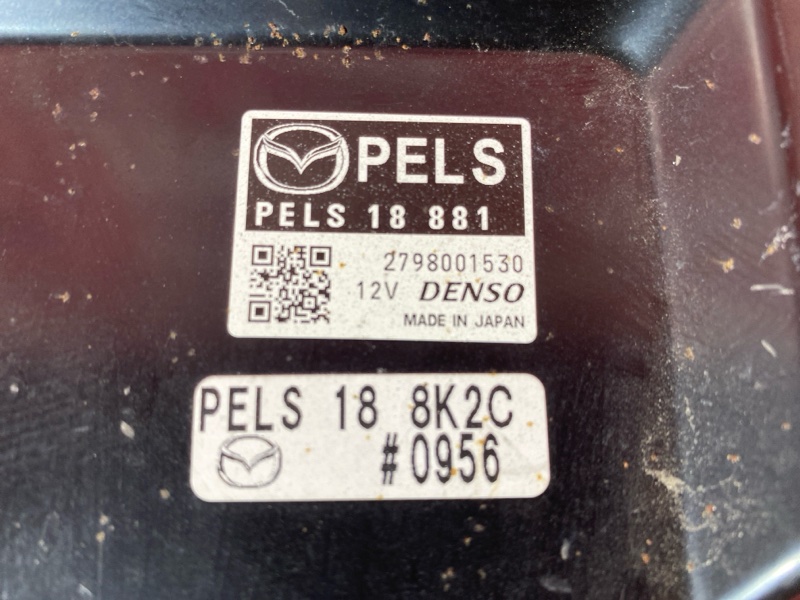 PELS
PELS 18 881
2798001530
12V DENSO
MADE IN JAPAN
PELS 18 8K2C
#0956